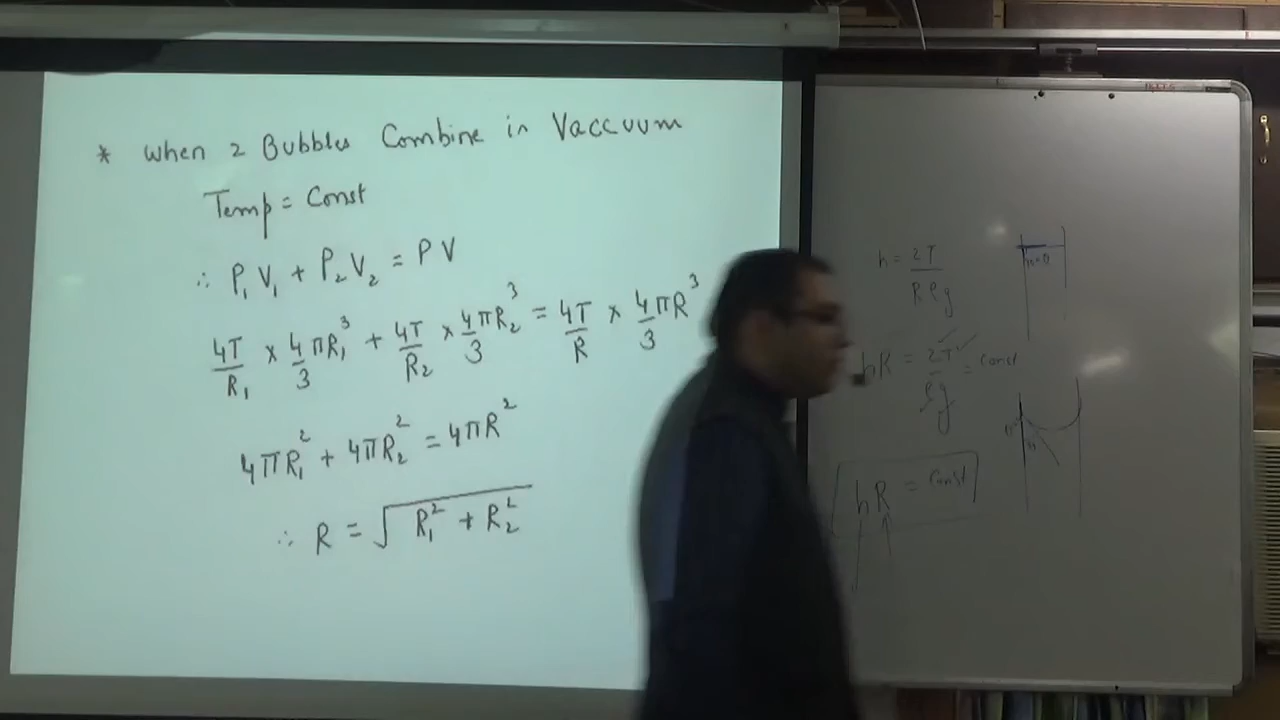 * When 2 Bubbles Combine in Vaccuum
Temp = Const
∴ P₁V₁ + P₂V₂ = PV
4T/R₁ × 4/3 πR₁³ + 4T/R₂ × 4/3 πR₂³ = 4T/R × 4/3 πR³
4πR₁² + 4πR₂² = 4πR²
∴ R = √(R₁² + R₂²)
h = 2T/Rρg
hR = 2T/ρg = Const
hR = Const